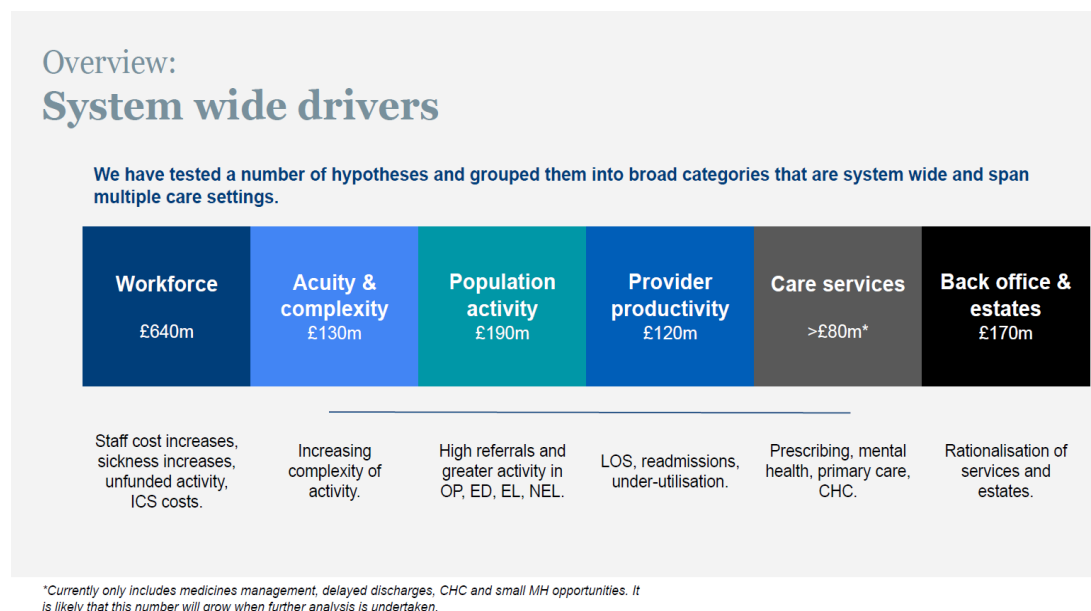 Overview:
System wide drivers
We have tested a number of hypotheses and grouped them into broad categories that are system wide and span
multiple care settings.
Workforce
£640m
Acuity &
complexity
£130m
Population
activity
£190m
Provider
productivity
£120m
Care services
>£80m*
Back office &
estates
£170m
Staff cost increases,
sickness increases,
unfunded activity,
ICS costs.
Increasing
complexity of
activity.
High referrals and
greater activity in
OP, ED, EL, NEL.
LOS, readmissions,
under-utilisation.
Prescribing, mental
health, primary care,
CHC.
Rationalisation of
services and
estates.
*Currently only includes medicines management, delayed discharges, CHC and small MH opportunities. It
is likely that this number will grow when further analysis is undertaken.